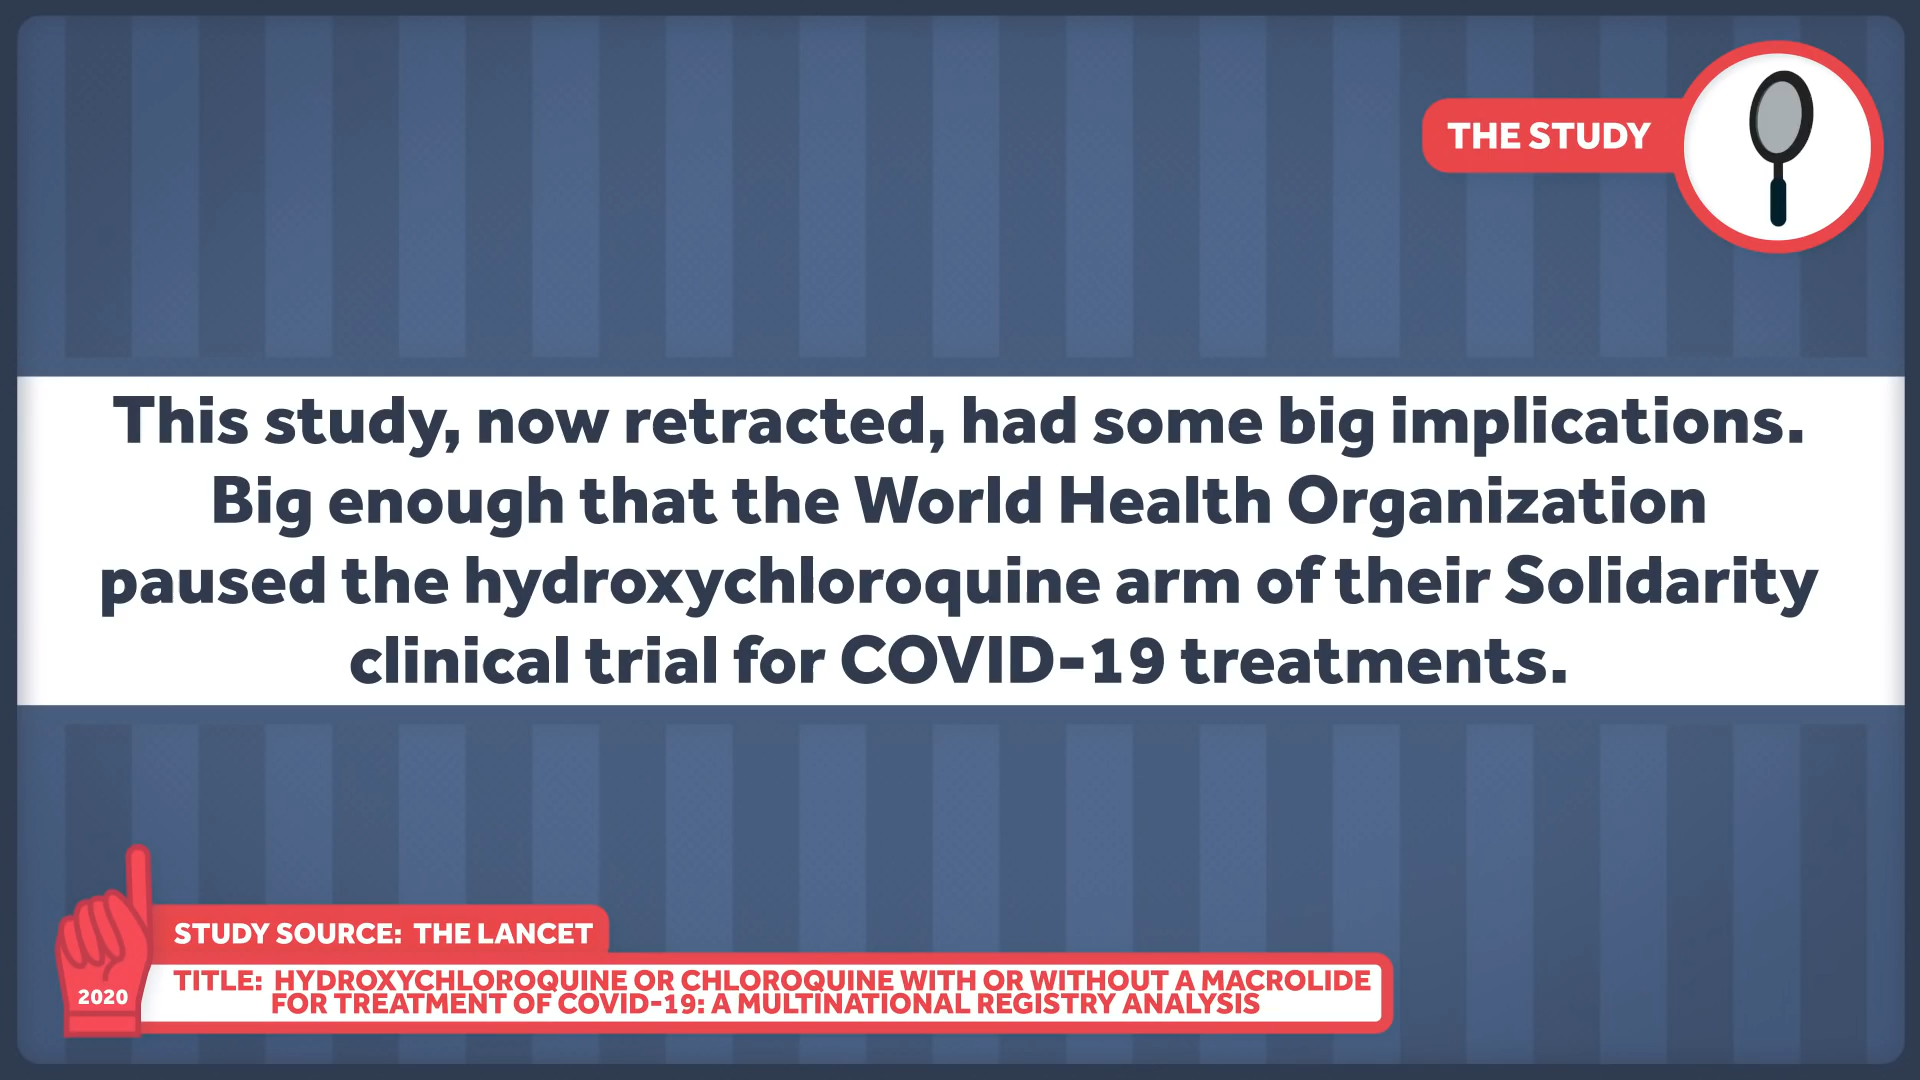 THE STUDY
This study, now retracted, had some big implications.
Big enough that the World Health Organization
paused the hydroxychloroquine arm of their Solidarity
clinical trial for COVID-19 treatments.
STUDY SOURCE: THE LANCET
TITLE: HYDROXYCHLOROQUINE OR CHLOROQUINE WITH OR WITHOUT A MACROLIDE
FOR TREATMENT OF COVID-19: A MULTINATIONAL REGISTRY ANALYSIS
2020